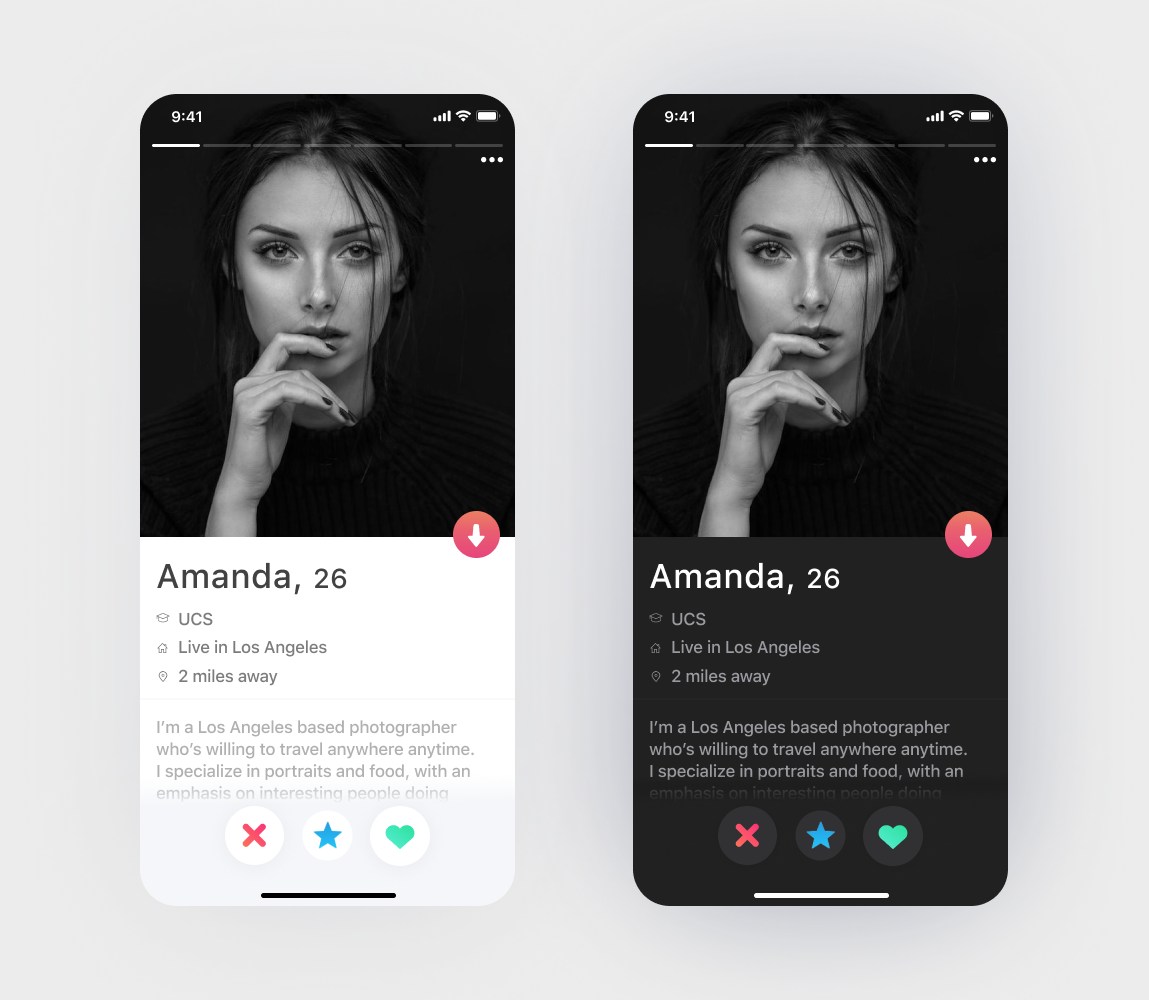 9:41
Amanda, 26
UCS
Live in Los Angeles
2 miles away
I’m a Los Angeles based photographer
who’s willing to travel anywhere anytime.
I specialize in portraits and food, with an
emphasis on interesting people doing
9:41
Amanda, 26
UCS
Live in Los Angeles
2 miles away
I’m a Los Angeles based photographer
who’s willing to travel anywhere anytime.
I specialize in portraits and food, with an
emphasis on interesting people doing